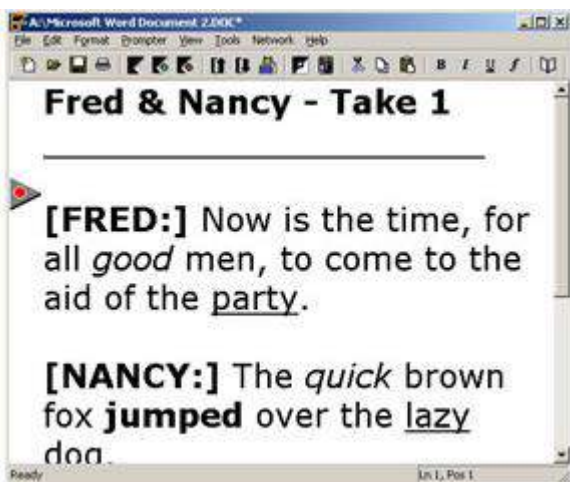 A:\Microsoft Word Document 2.DOC*
File Edit Format Prompter View Tools Network Help
B I U f
Fred & Nancy - Take 1
[FRED:] Now is the time, for
all good men, to come to the
aid of the party.
[NANCY:] The quick brown
fox jumped over the lazy
dog.
Ready Ln 1, Pos 1